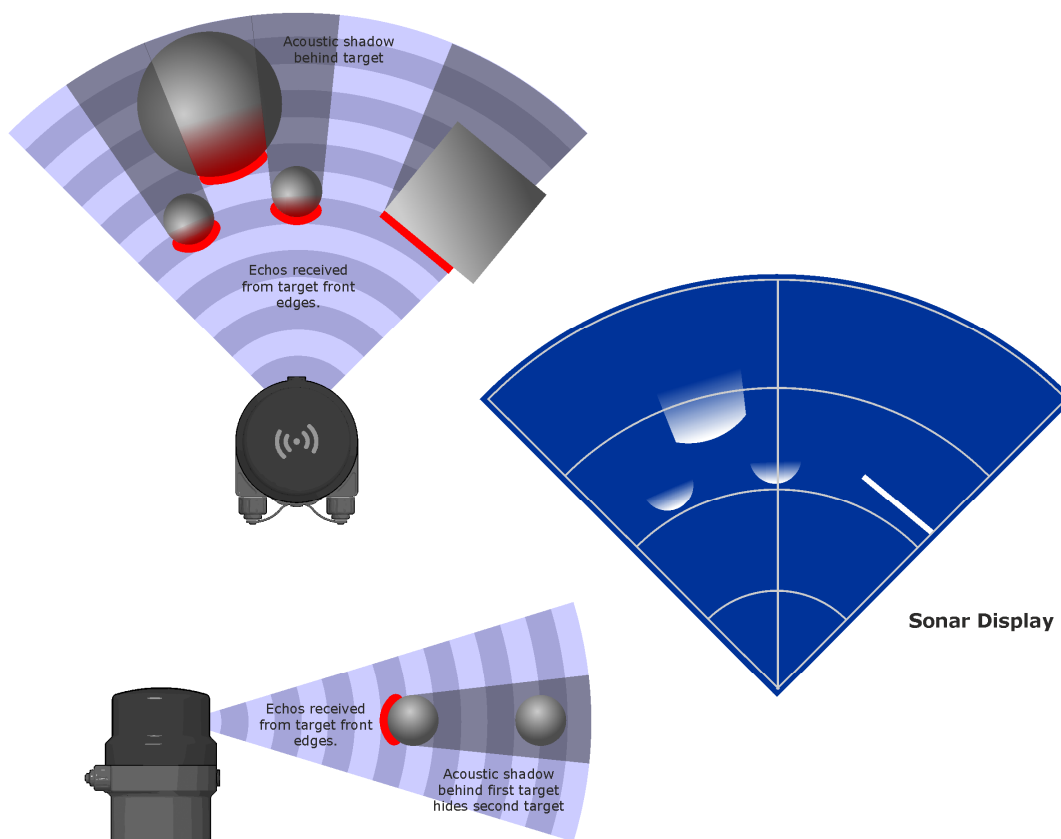 Acoustic shadow
behind target
Echos received
from target front
edges.
Sonar Display
Echos received
from target front
edges.
Acoustic shadow
behind first target
hides second target